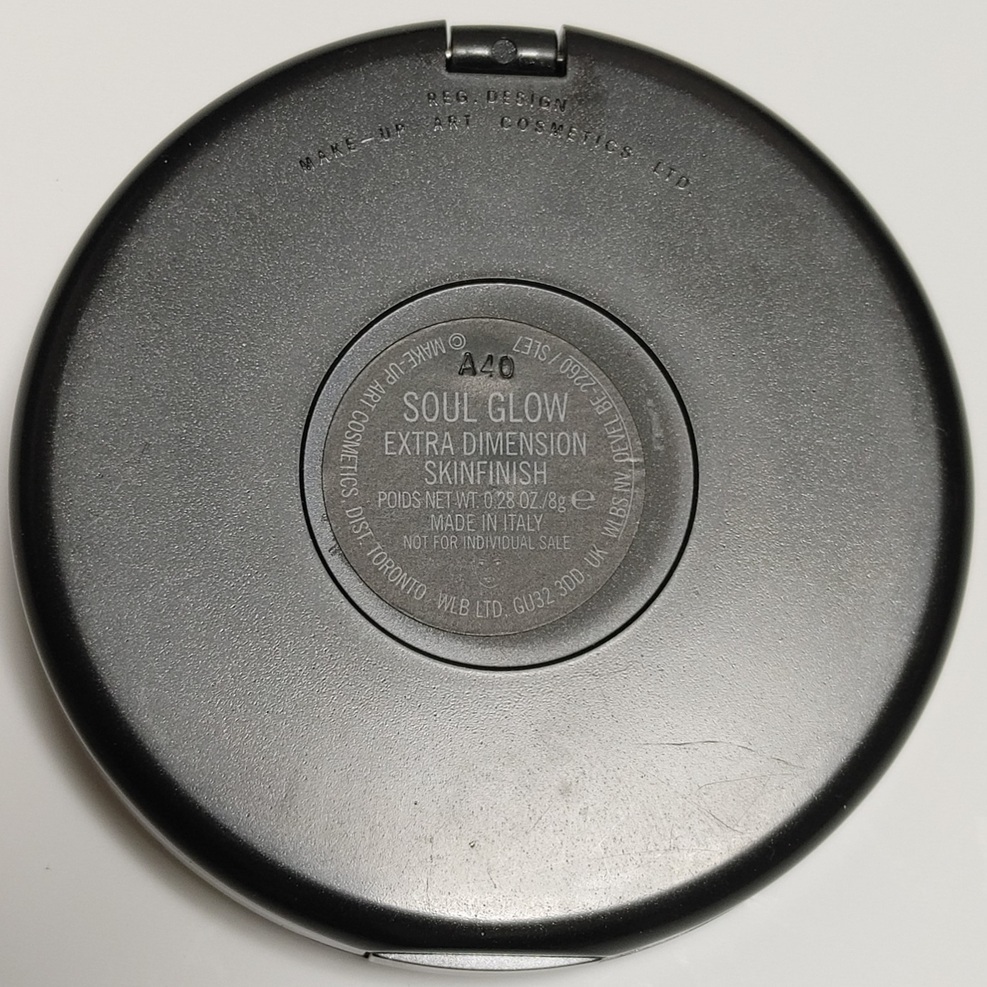 REG. DESIGN
MAKE-UP ART COSMETICS LTD
A40
SOUL GLOW
EXTRA DIMENSION
SKINFINISH
POIDS NET WT. 0.28 OZ./8g ℮
MADE IN ITALY
NOT FOR INDIVIDUAL SALE
© MAKE-UP ART COSMETICS, DIST. TORONTO WLB LTD, GU32 3DD, UK WLBS NV, DIVEL BE 2260 / SLE7